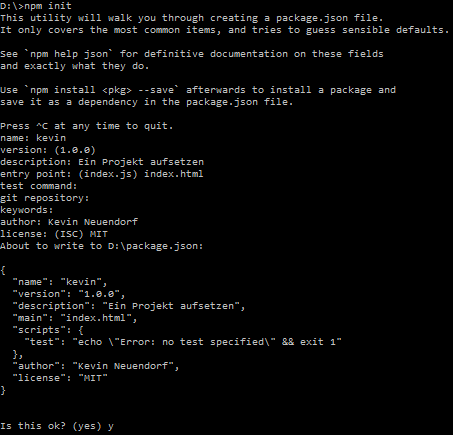 D:\>npm init
This utility will walk you through creating a package.json file.
It only covers the most common items, and tries to guess sensible defaults.
See `npm help json` for definitive documentation on these fields
and exactly what they do.
Use `npm install <pkg> --save` afterwards to install a package and
save it as a dependency in the package.json file.
Press ^C at any time to quit.
name: kevin
version: (1.0.0)
description: Ein Projekt aufsetzen
entry point: (index.js) index.html
test command:
git repository:
keywords:
author: Kevin Neuendorf
license: (ISC) MIT
About to write to D:\package.json:
{
  "name": "kevin",
  "version": "1.0.0",
  "description": "Ein Projekt aufsetzen",
  "main": "index.html",
  "scripts": {
    "test": "echo \"Error: no test specified\" && exit 1"
  },
  "author": "Kevin Neuendorf",
  "license": "MIT"
}
Is this ok? (yes) y